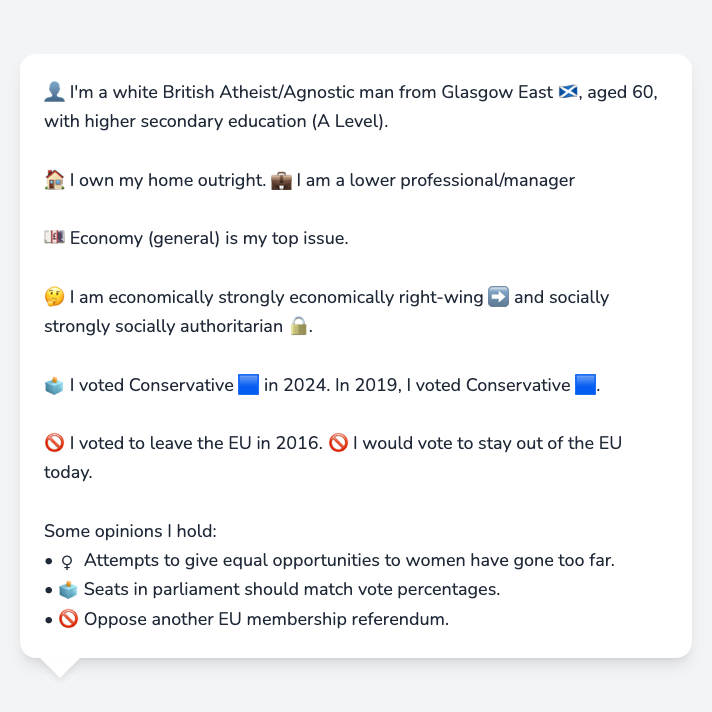 👤 I'm a white British Atheist/Agnostic man from Glasgow East 🏴󠁧󠁢󠁳󠁣󠁴󠁿, aged 60,
with higher secondary education (A Level).
🏠 I own my home outright. 💼 I am a lower professional/manager
💷 Economy (general) is my top issue.
🤔 I am economically strongly economically right-wing ➡️ and socially
strongly socially authoritarian 🔒.
🗳️ I voted Conservative 🟦 in 2024. In 2019, I voted Conservative 🟦.
🚫 I voted to leave the EU in 2016. 🚫 I would vote to stay out of the EU
today.
Some opinions I hold:
• ♀ Attempts to give equal opportunities to women have gone too far.
• 🗳️ Seats in parliament should match vote percentages.
• 🚫 Oppose another EU membership referendum.